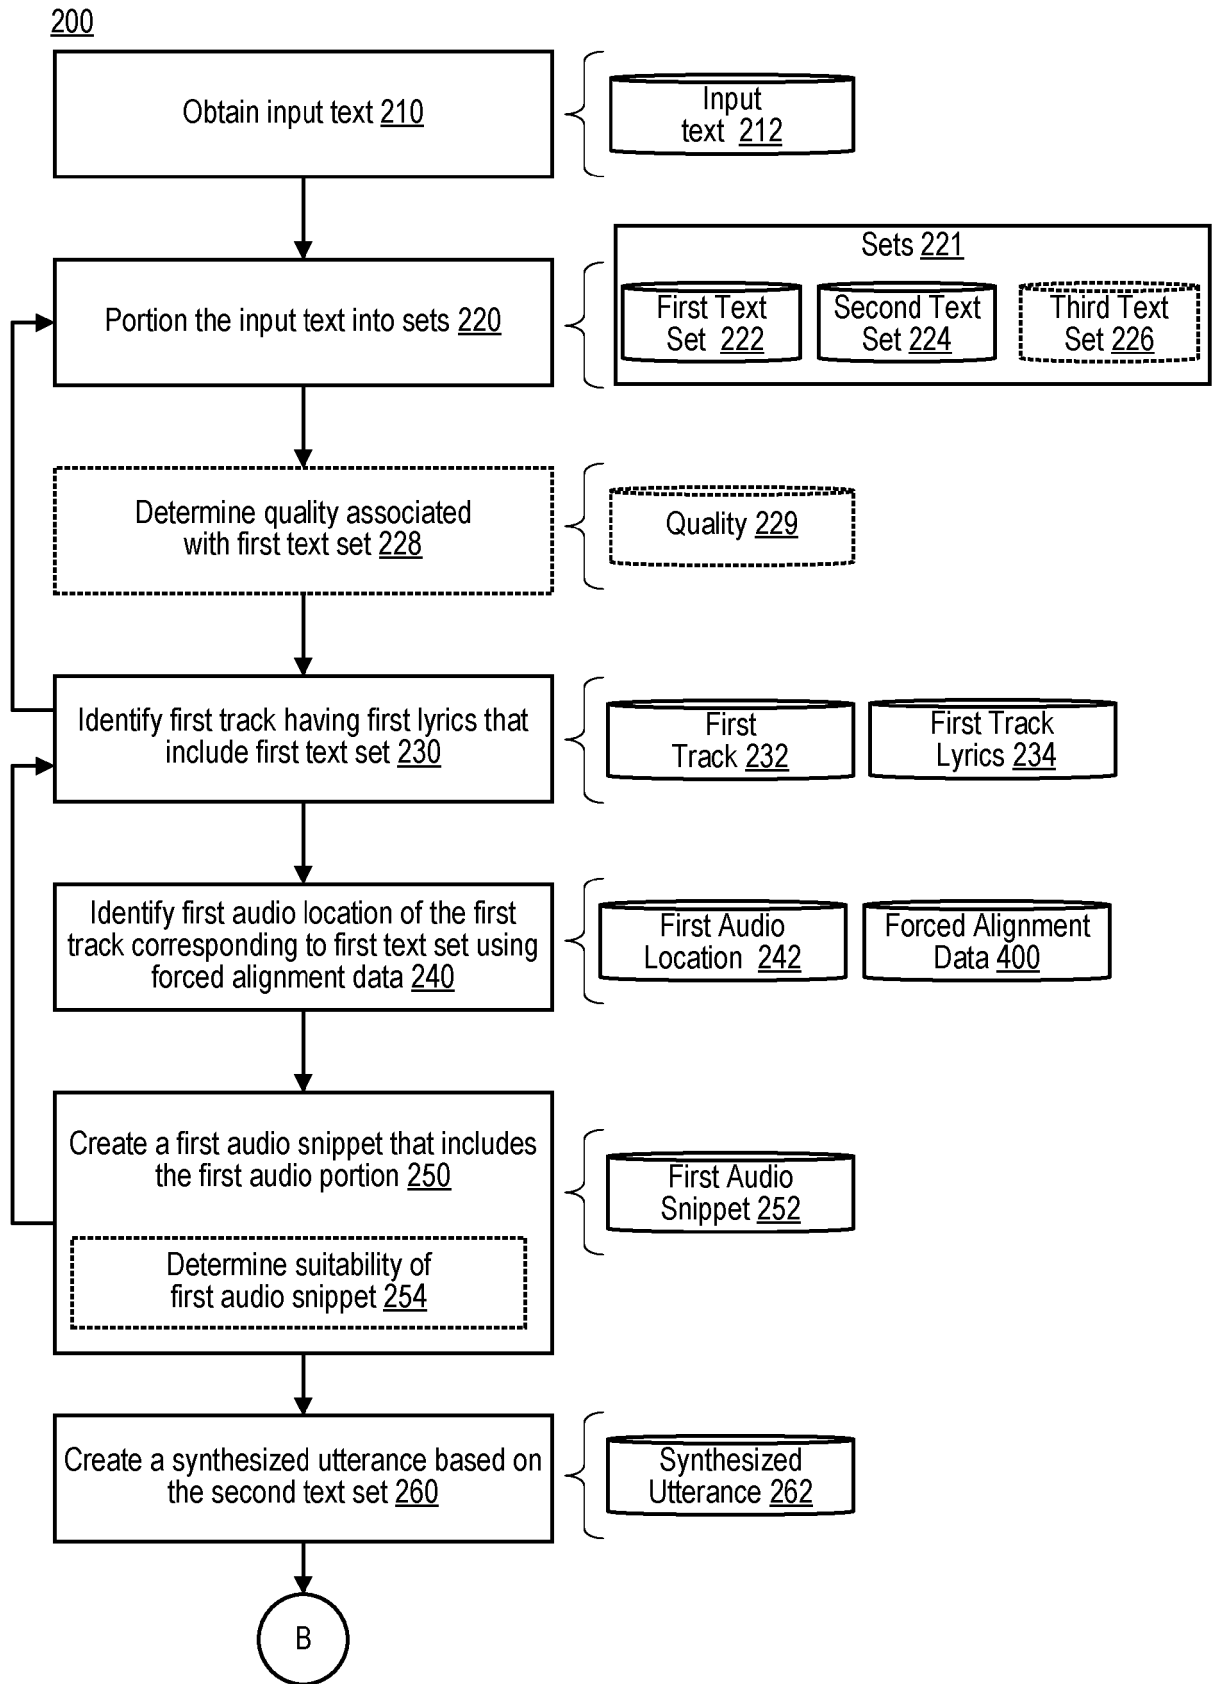 200
Obtain input text 210
Input
text 212
Portion the input text into sets 220
Sets 221
First Text
Set 222
Second Text
Set 224
Third Text
Set 226
Determine quality associated
with first text set 228
Quality 229
Identify first track having first lyrics that
include first text set 230
First
Track 232
First Track
Lyrics 234
Identify first audio location of the first
track corresponding to first text set using
forced alignment data 240
First Audio
Location 242
Forced Alignment
Data 400
Create a first audio snippet that includes
the first audio portion 250
First Audio
Snippet 252
Determine suitability of
first audio snippet 254
Create a synthesized utterance based on
the second text set 260
Synthesized
Utterance 262
B